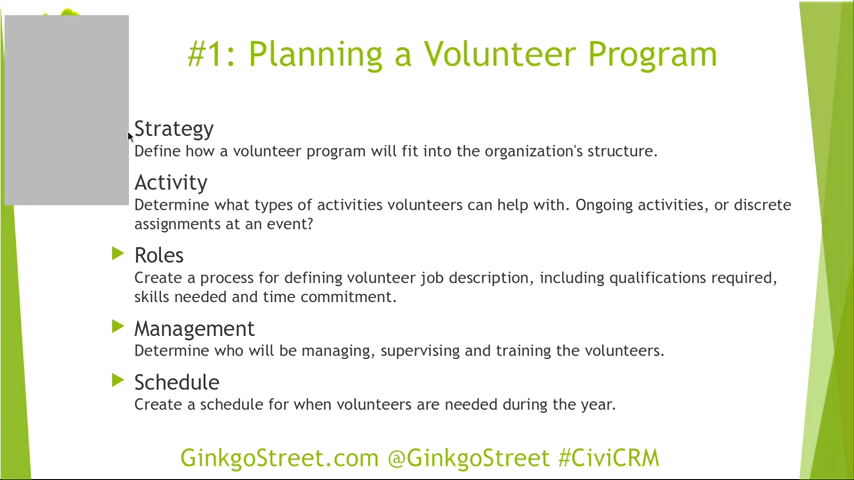 #1: Planning a Volunteer Program
Strategy
Define how a volunteer program will fit into the organization's structure.
Activity
Determine what types of activities volunteers can help with. Ongoing activities, or discrete
assignments at an event?
Roles
Create a process for defining volunteer job description, including qualifications required,
skills needed and time commitment.
Management
Determine who will be managing, supervising and training the volunteers.
Schedule
Create a schedule for when volunteers are needed during the year.
GinkgoStreet.com @GinkgoStreet #CiviCRM